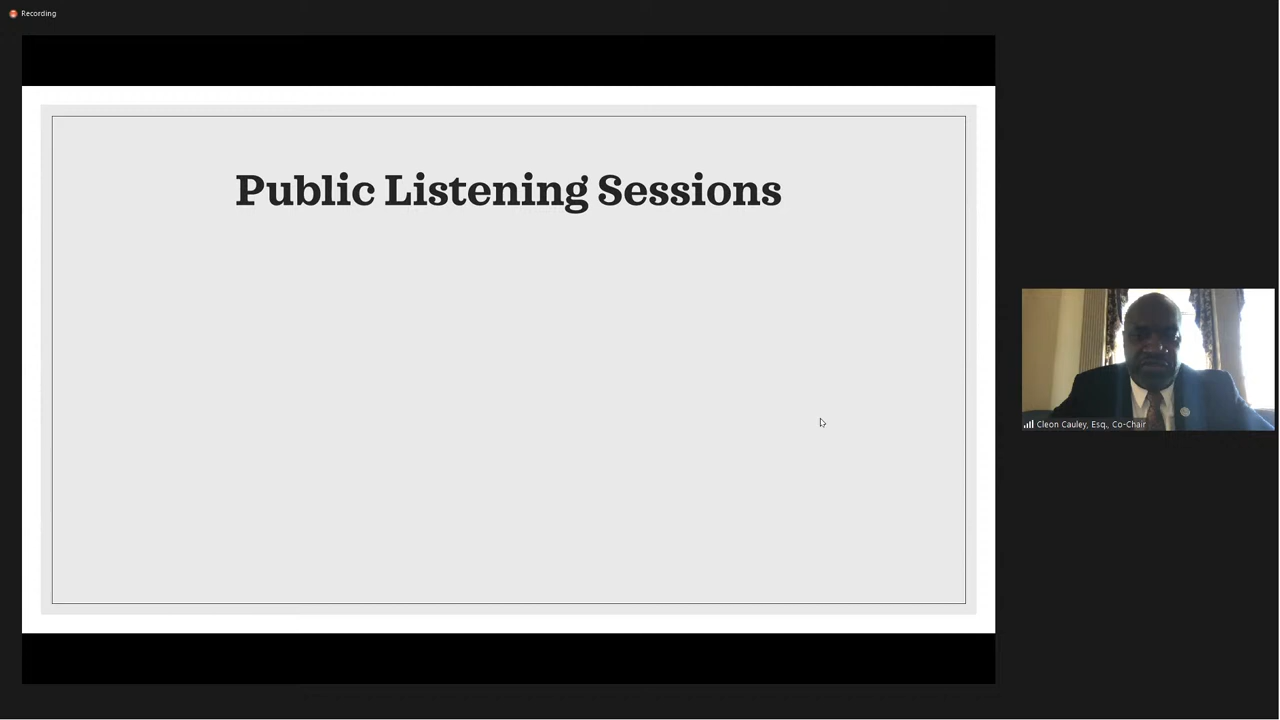 Recording
Public Listening Sessions
Cleon Cauley, Esq., Co-Chair